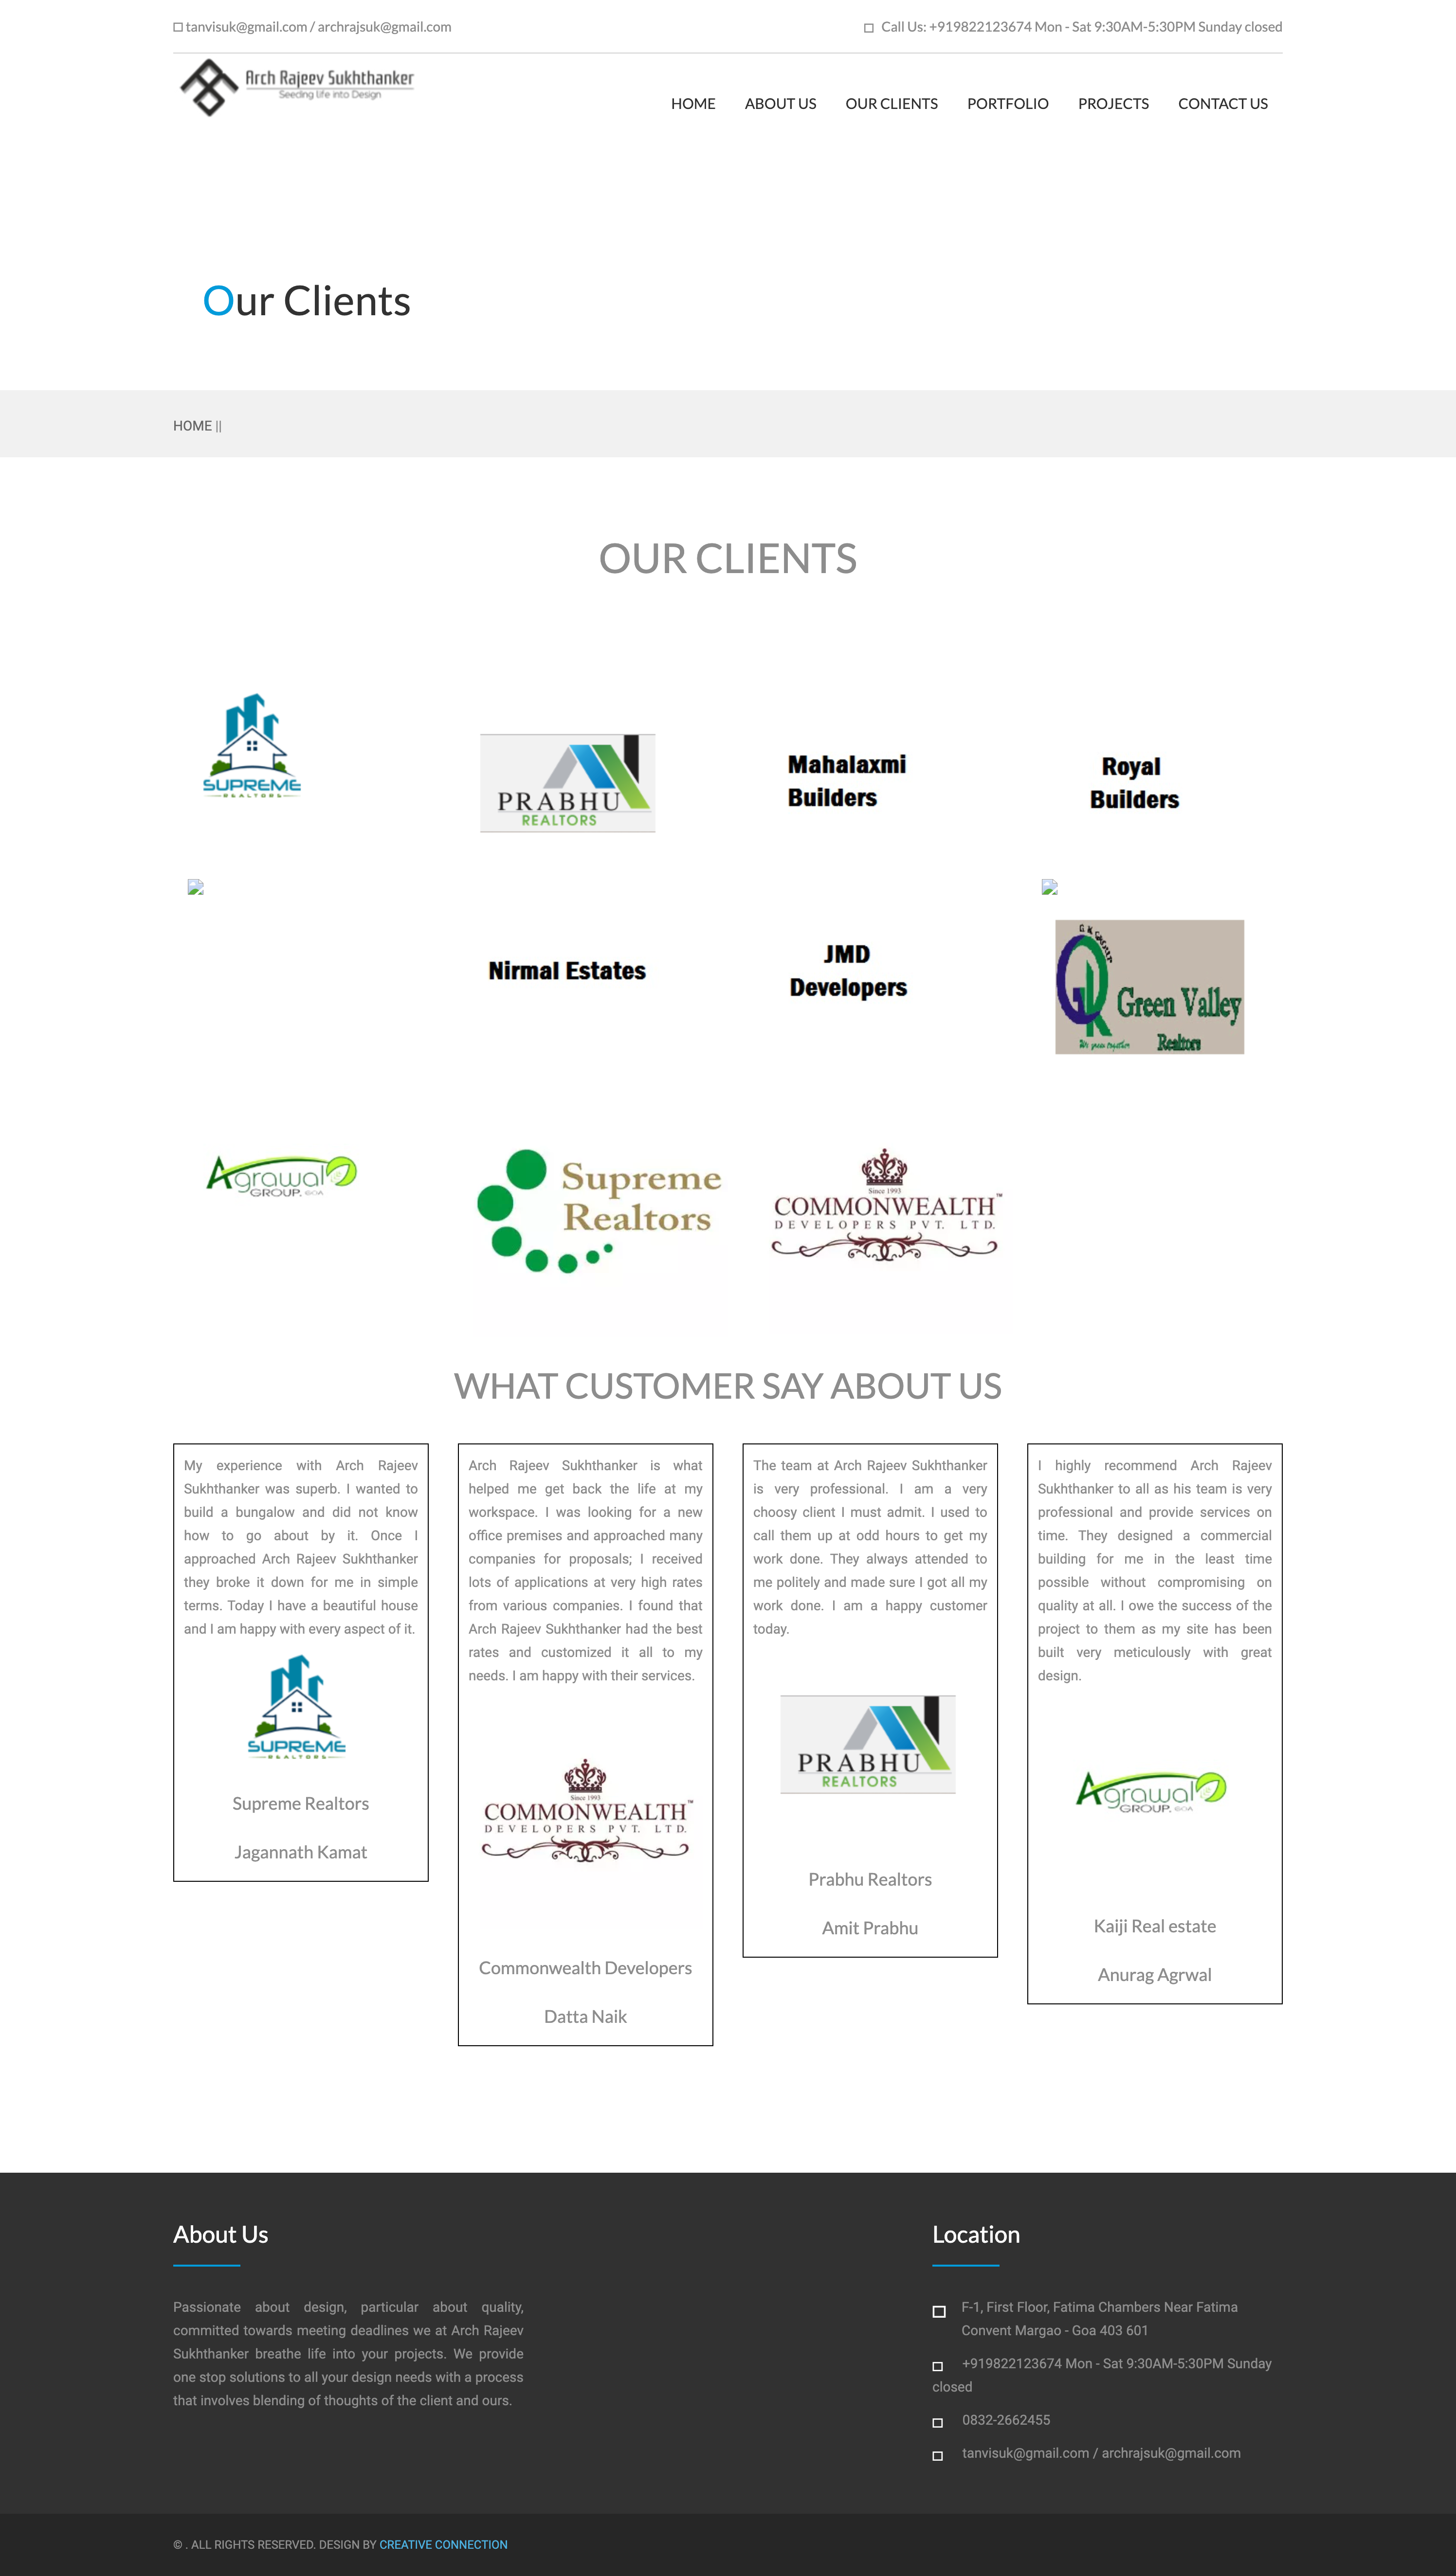 tanvisuk@gmail.com / archrajsuk@gmail.com
Call Us: +919822123674 Mon - Sat 9:30AM-5:30PM Sunday closed
Arch Rajeev Sukhthanker
Seeding life into Design
HOME ABOUT US OUR CLIENTS PORTFOLIO PROJECTS CONTACT US
Our Clients
HOME ||
OUR CLIENTS
SUPREME
REALTORS
PRABHU
REALTORS
Mahalaxmi
Builders
Royal
Builders
Nirmal Estates
JMD
Developers
Green Valley
Realtors
Agrawal
GROUP. GOA
Supreme
Realtors
Since 1993
COMMONWEALTH™
DEVELOPERS PVT. LTD.
WHAT CUSTOMER SAY ABOUT US
My experience with Arch Rajeev
Sukhthanker was superb. I wanted to
build a bungalow and did not know
how to go about by it. Once I
approached Arch Rajeev Sukhthanker
they broke it down for me in simple
terms. Today I have a beautiful house
and I am happy with every aspect of it.
SUPREME
REALTORS
Supreme Realtors
Jagannath Kamat
Arch Rajeev Sukhthanker is what
helped me get back the life at my
workspace. I was looking for a new
office premises and approached many
companies for proposals; I received
lots of applications at very high rates
from various companies. I found that
Arch Rajeev Sukhthanker had the best
rates and customized it all to my
needs. I am happy with their services.
Since 1993
COMMONWEALTH™
DEVELOPERS PVT. LTD.
Commonwealth Developers
Datta Naik
The team at Arch Rajeev Sukhthanker
is very professional. I am a very
choosy client I must admit. I used to
call them up at odd hours to get my
work done. They always attended to
me politely and made sure I got all my
work done. I am a happy customer
today.
PRABHU
REALTORS
Prabhu Realtors
Amit Prabhu
I highly recommend Arch Rajeev
Sukhthanker to all as his team is very
professional and provide services on
time. They designed a commercial
building for me in the least time
possible without compromising on
quality at all. I owe the success of the
project to them as my site has been
built very meticulously with great
design.
Agrawal
GROUP. GOA
Kaiji Real estate
Anurag Agrwal
About Us
Passionate about design, particular about quality,
committed towards meeting deadlines we at Arch Rajeev
Sukhthanker breathe life into your projects. We provide
one stop solutions to all your design needs with a process
that involves blending of thoughts of the client and ours.
Location
F-1, First Floor, Fatima Chambers Near Fatima
Convent Margao - Goa 403 601
+919822123674 Mon - Sat 9:30AM-5:30PM Sunday
closed
0832-2662455
tanvisuk@gmail.com / archrajsuk@gmail.com
© . ALL RIGHTS RESERVED. DESIGN BY CREATIVE CONNECTION